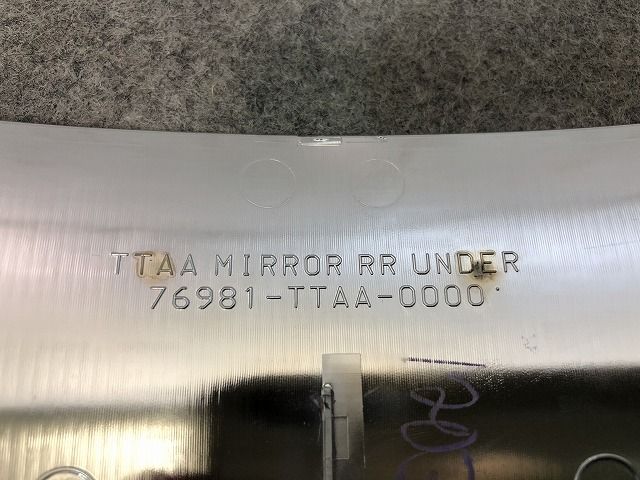 TTAA MIRROR RR UNDER
76981-TTAA-0000